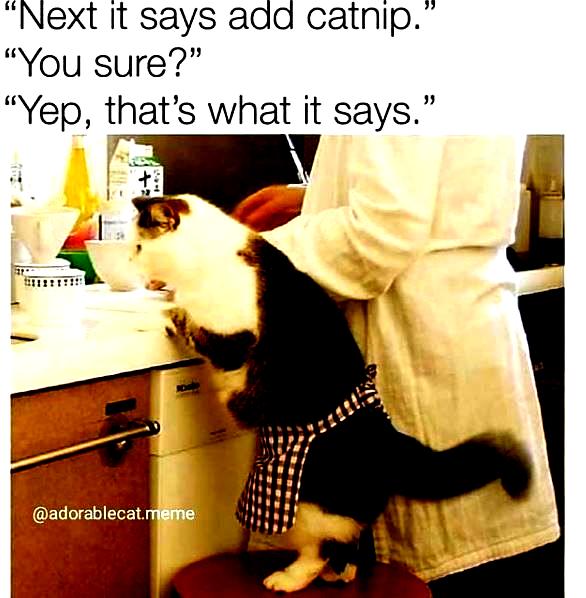 “Next it says add catnip.”
“You sure?”
“Yep, that’s what it says.”
@adorablecat.meme